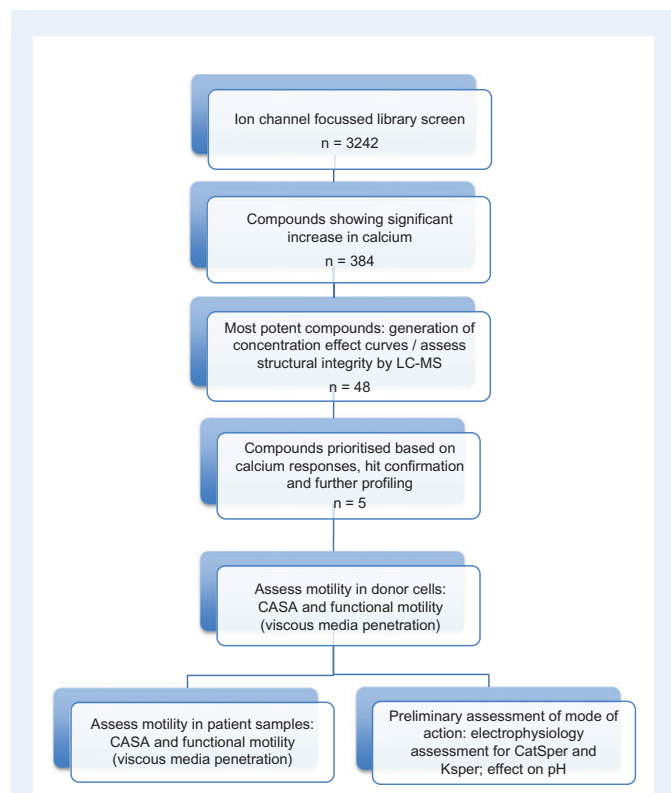 Ion channel focussed library screen
n = 3242
Compounds showing significant
increase in calcium
n = 384
Most potent compounds: generation of
concentration effect curves / assess
structural integrity by LC-MS
n = 48
Compounds prioritised based on
calcium responses, hit confirmation
and further profiling
n = 5
Assess motility in donor cells:
CASA and functional motility
(viscous media penetration)
Assess motility in patient samples:
CASA and functional motility
(viscous media penetration)
Preliminary assessment of mode of
action: electrophysiology
assessment for CatSper and
Ksper; effect on pH